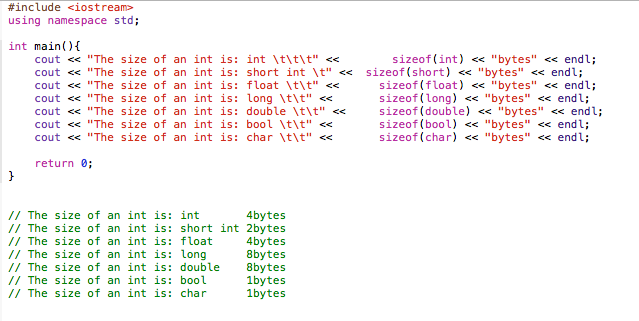 #include <iostream>
using namespace std;
int main(){
cout << "The size of an int is: int \t\t\t" << sizeof(int) << "bytes" << endl;
cout << "The size of an int is: short int \t" << sizeof(short) << "bytes" << endl;
cout << "The size of an int is: float \t\t" << sizeof(float) << "bytes" << endl;
cout << "The size of an int is: long \t\t" << sizeof(long) << "bytes" << endl;
cout << "The size of an int is: double \t\t" << sizeof(double) << "bytes" << endl;
cout << "The size of an int is: bool \t\t" << sizeof(bool) << "bytes" << endl;
cout << "The size of an int is: char \t\t" << sizeof(char) << "bytes" << endl;
return 0;
}
// The size of an int is: int 4bytes
// The size of an int is: short int 2bytes
// The size of an int is: float 4bytes
// The size of an int is: long 8bytes
// The size of an int is: double 8bytes
// The size of an int is: bool 1bytes
// The size of an int is: char 1bytes